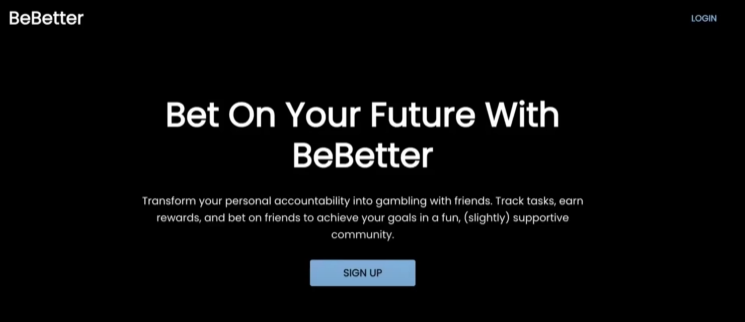 BeBetter
LOGIN
Bet On Your Future With
BeBetter
Transform your personal accountability into gambling with friends. Track tasks, earn
rewards, and bet on friends to achieve your goals in a fun, (slightly) supportive
community.
SIGN UP